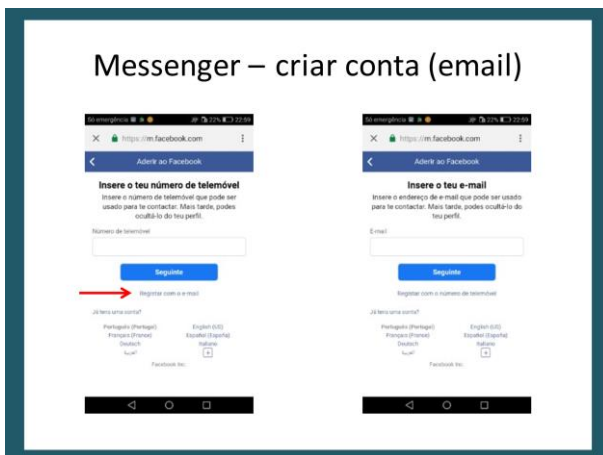 Messenger – criar conta (email)
Só emergência 22% 22:59
https://m.facebook.com
Aderir ao Facebook
Insere o teu número de telemóvel
Insere o número de telemóvel que pode ser
usado para te contactar. Mais tarde, podes
ocultá-lo do teu perfil.
Número de telemóvel
Seguinte
Registar com o e-mail
Já tens uma conta?
Português (Portugal) English (US)
Français (France) Español (España)
Deutsch Italiano
العربية +
Facebook Inc.
Só emergência 22% 22:59
https://m.facebook.com
Aderir ao Facebook
Insere o teu e-mail
Insere o endereço de e-mail que pode ser usado
para te contactar. Mais tarde, podes ocultá-lo do
teu perfil.
E-mail
Seguinte
Registar com o número de telemóvel
Já tens uma conta?
Português (Portugal) English (US)
Français (France) Español (España)
Deutsch Italiano
العربية +
Facebook Inc.